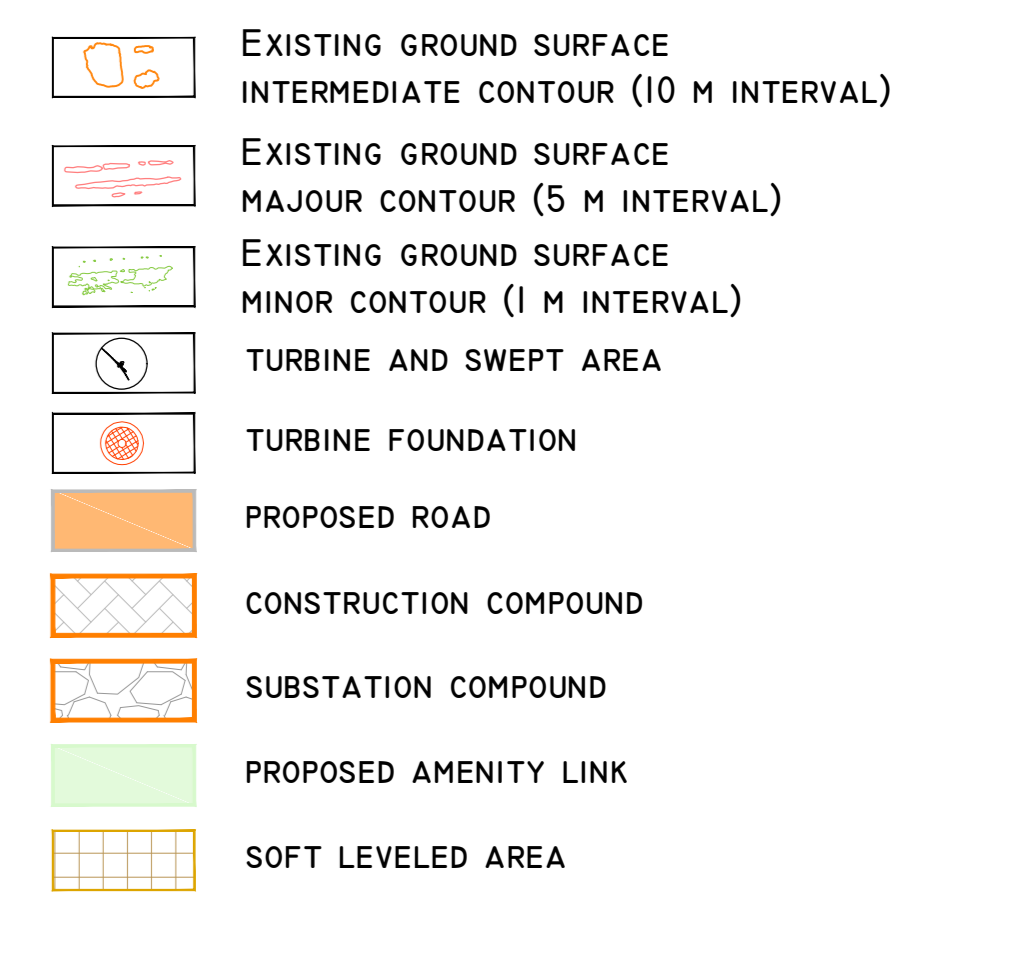 Existing ground surface
intermediate contour (10 m interval)
Existing ground surface
majour contour (5 m interval)
Existing ground surface
minor contour (1 m interval)
turbine and swept area
turbine foundation
proposed road
construction compound
substation compound
proposed amenity link
soft leveled area